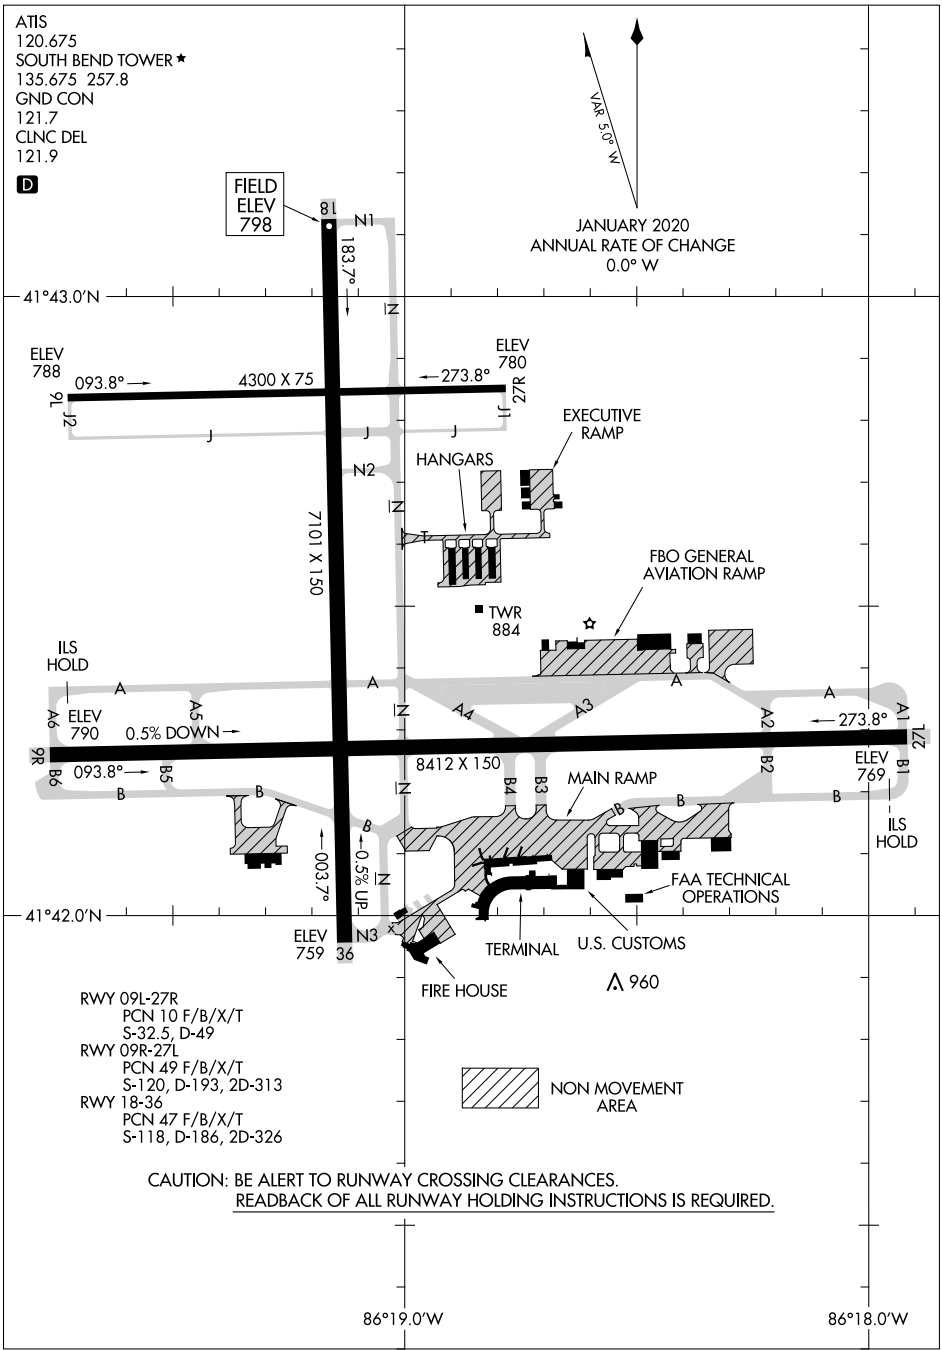 ATIS
120.675
SOUTH BEND TOWER ★
135.675 257.8
GND CON
121.7
CLNC DEL
121.9
D
VAR 5.0° W
JANUARY 2020
ANNUAL RATE OF CHANGE
0.0° W
FIELD
ELEV
798
18
N1
183.7°
41°43.0'N
N
ELEV
788
093.8°
4300 X 75
273.8°
ELEV
780
9L
J2
J
J
J
J1
27R
N2
HANGARS
EXECUTIVE
RAMP
N
T
7101 X 150
FBO GENERAL
AVIATION RAMP
TWR
884
ILS
HOLD
A
A
A
A
A6
ELEV
790
A5
0.5% DOWN
N
A4
A3
A2
273.8°
A1
27L
9R
B6
093.8°
B5
8412 X 150
B4
B3
B2
ELEV
769
B1
MAIN RAMP
N
B
B
B
B
B
B
ILS
HOLD
003.7°
0.5% UP
N
FAA TECHNICAL
OPERATIONS
41°42.0'N
ELEV
759
36
N3
x
TERMINAL
U.S. CUSTOMS
FIRE HOUSE
960
RWY 09L-27R
PCN 10 F/B/X/T
S-32.5, D-49
RWY 09R-27L
PCN 49 F/B/X/T
S-120, D-193, 2D-313
RWY 18-36
PCN 47 F/B/X/T
S-118, D-186, 2D-326
NON MOVEMENT
AREA
CAUTION: BE ALERT TO RUNWAY CROSSING CLEARANCES.
READBACK OF ALL RUNWAY HOLDING INSTRUCTIONS IS REQUIRED.
86°19.0'W
86°18.0'W